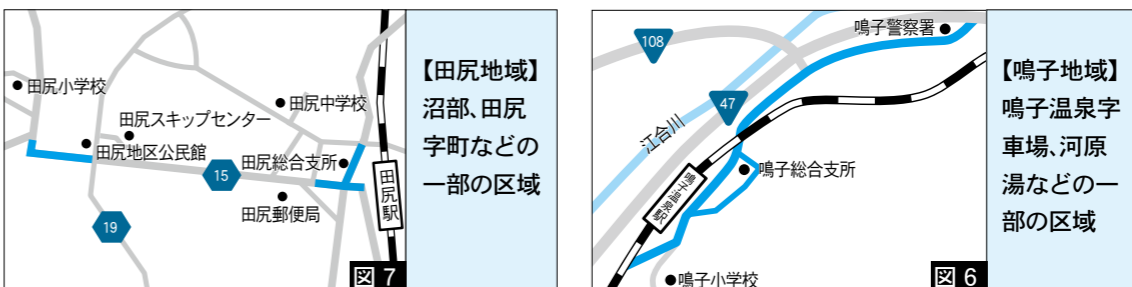 田尻小学校
田尻中学校
田尻スキップセンター
田尻地区公民館
田尻総合支所
15
田尻駅
田尻郵便局
19
図 7
【田尻地域】
沼部、田尻
字町などの
一部の区域
鳴子警察署
108
47
江合川
鳴子総合支所
鳴子温泉駅
鳴子小学校
図 6
【鳴子地域】
鳴子温泉字
車場、河原
湯などの一
部の区域